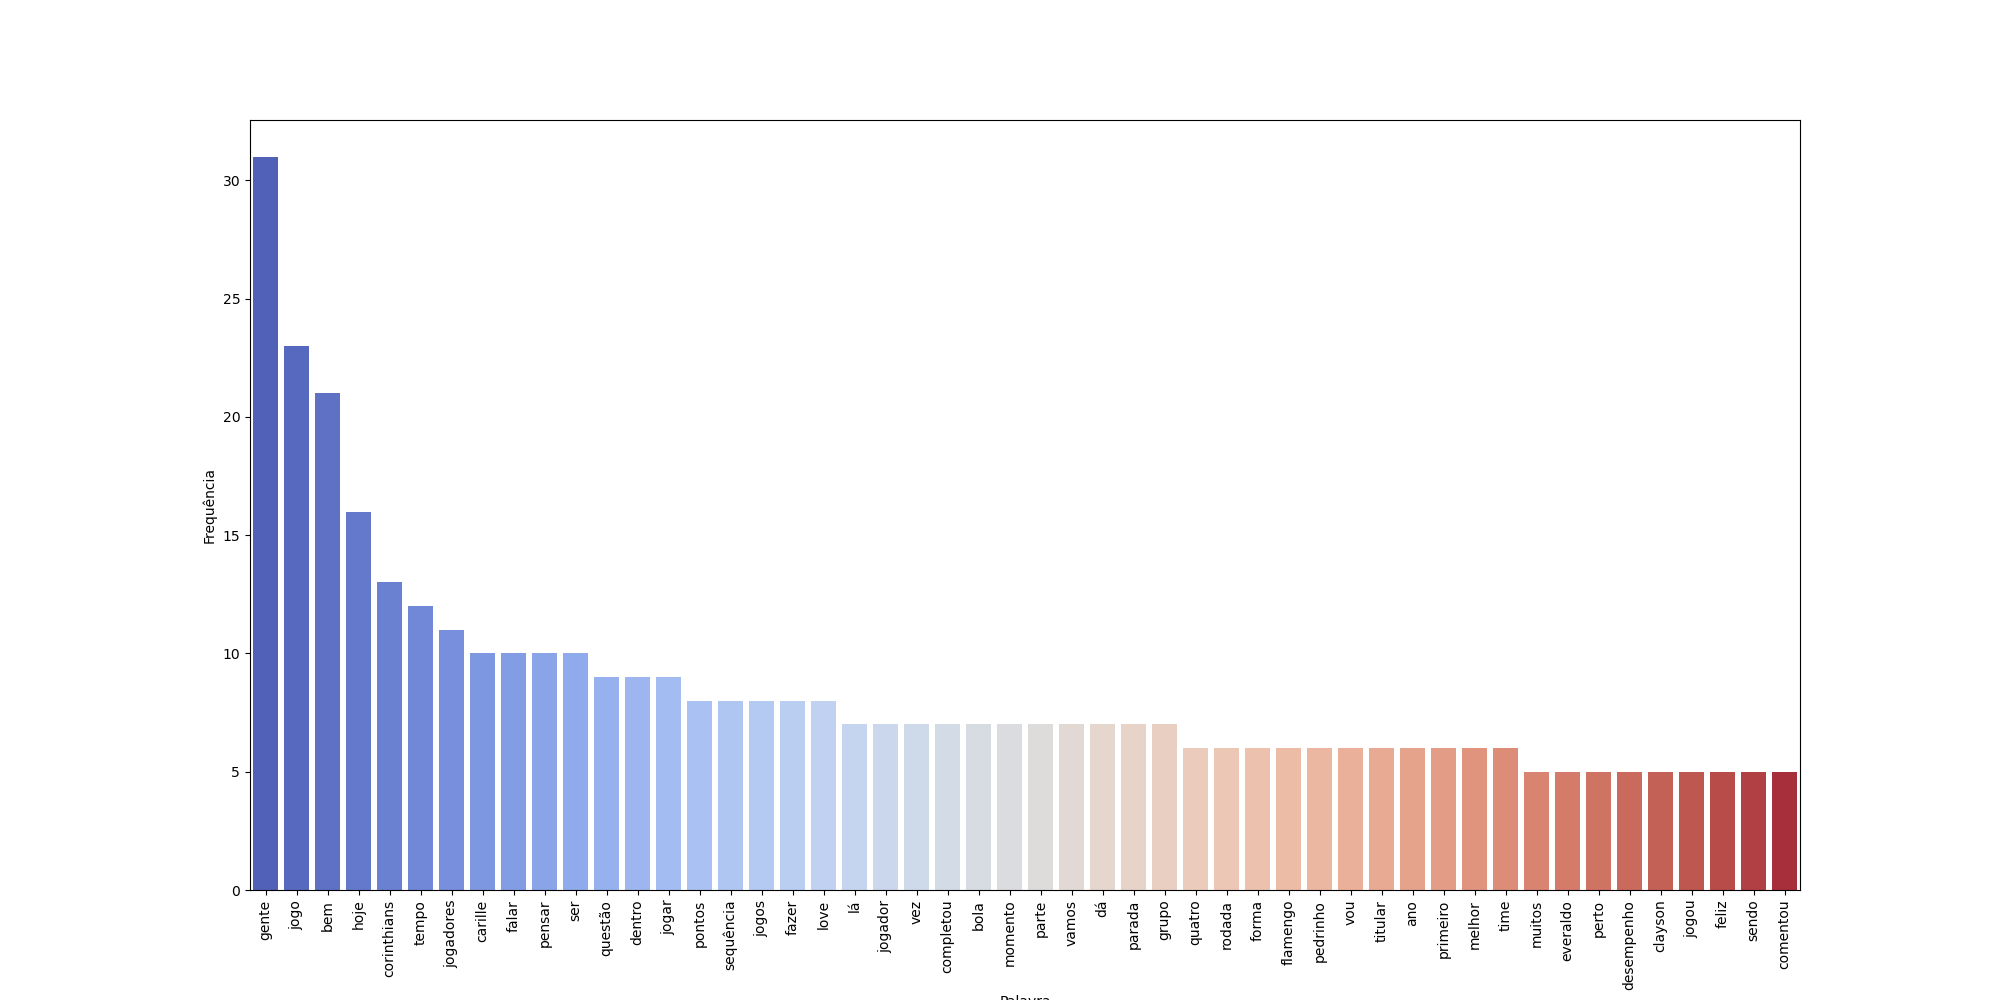 Frequência
30
25
20
15
10
5
0
gente
jogo
bem
hoje
corinthians
tempo
jogadores
carille
falar
pensar
ser
questão
dentro
jogar
pontos
sequência
jogos
fazer
love
lá
jogador
vez
completou
bola
momento
parte
vamos
dá
parada
grupo
quatro
rodada
forma
flamengo
pedrinho
vou
titular
ano
primeiro
melhor
time
muitos
everaldo
perto
desempenho
clayson
jogou
feliz
sendo
comentou
Palavra